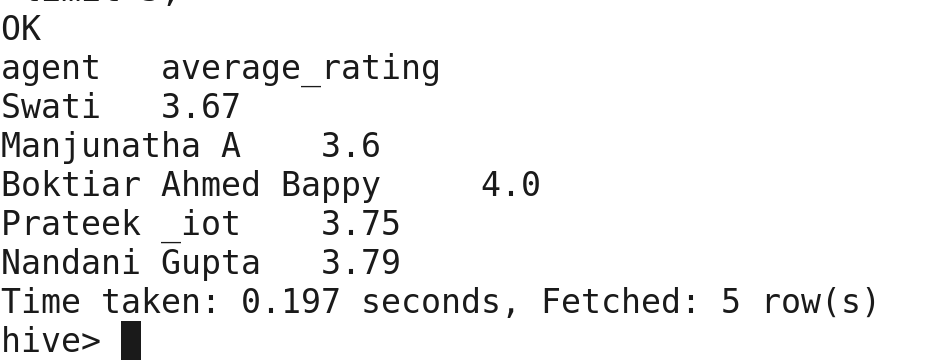 OK
agent   average_rating
Swati   3.67
Manjunatha A    3.6
Boktiar Ahmed Bappy     4.0
Prateek _iot    3.75
Nandani Gupta   3.79
Time taken: 0.197 seconds, Fetched: 5 row(s)
hive>